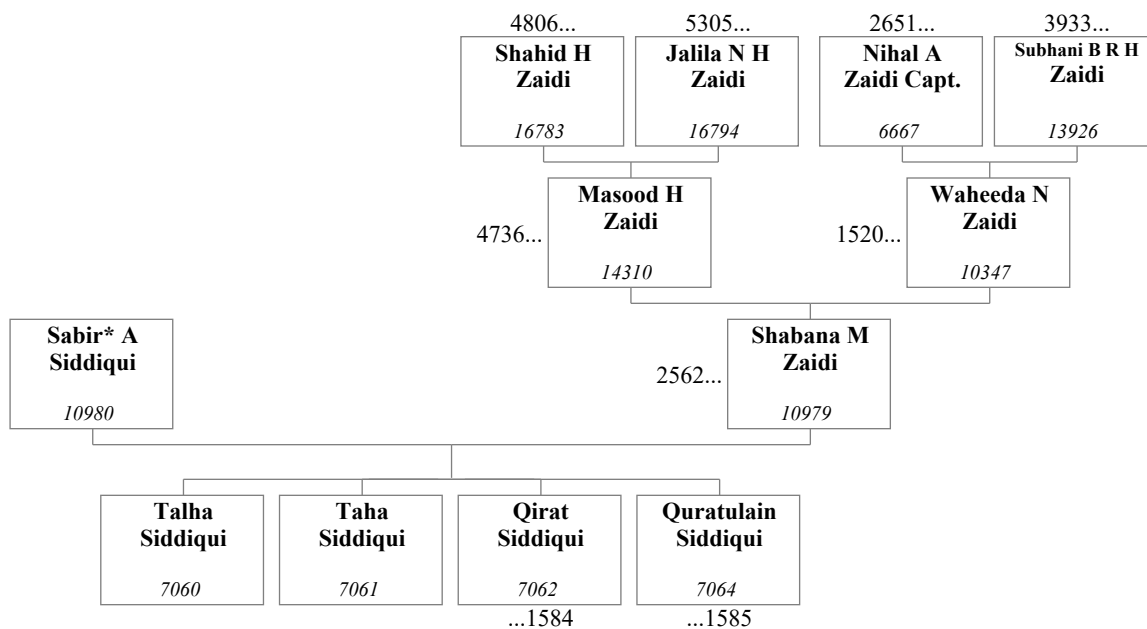 4806... 5305... 2651... 3933...
Shahid H Zaidi 16783
Jalila N H Zaidi 16794
Nihal A Zaidi Capt. 6667
Subhani B R H Zaidi 13926
4736...
Masood H Zaidi 14310
1520...
Waheeda N Zaidi 10347
Sabir* A Siddiqui 10980
2562...
Shabana M Zaidi 10979
Talha Siddiqui 7060
Taha Siddiqui 7061
Qirat Siddiqui 7062
Quratulain Siddiqui 7064
...1584 ...1585